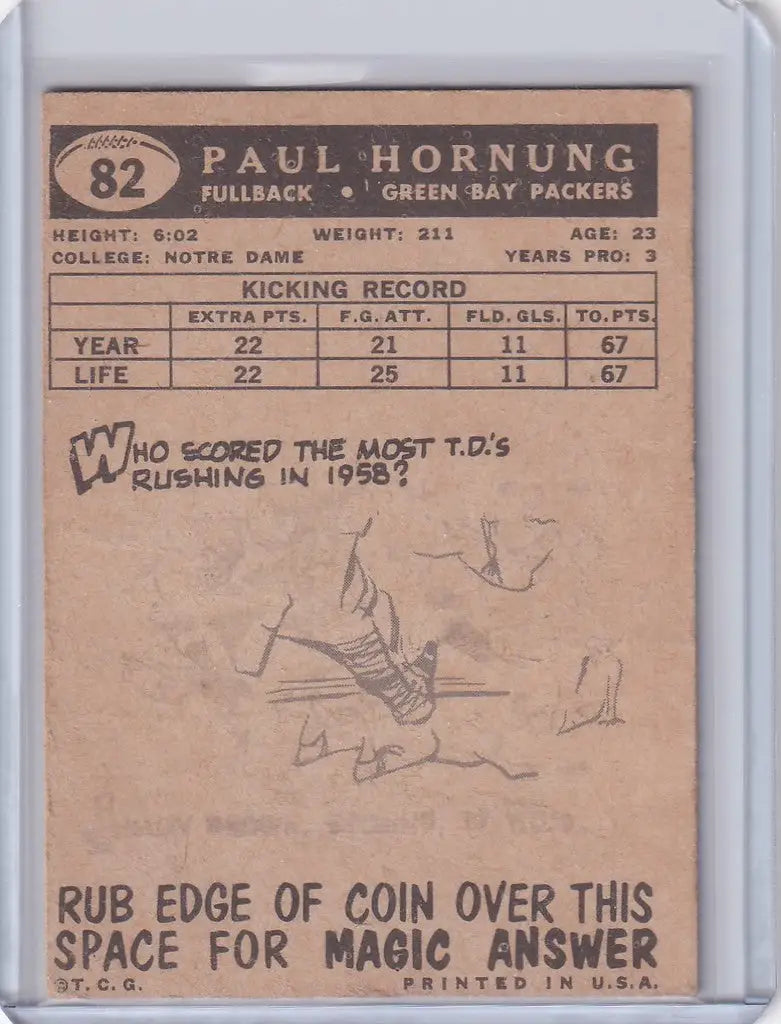 82
PAUL HORNUNG
FULLBACK • GREEN BAY PACKERS
HEIGHT: 6:02 WEIGHT: 211 AGE: 23
COLLEGE: NOTRE DAME YEARS PRO: 3
KICKING RECORD
EXTRA PTS. F.G. ATT. FLD. GLS. TO. PTS.
YEAR 22 21 11 67
LIFE 22 25 11 67
WHO SCORED THE MOST T.D.'S
RUSHING IN 1958?
RUB EDGE OF COIN OVER THIS
SPACE FOR MAGIC ANSWER
©T.C.G. PRINTED IN U.S.A.